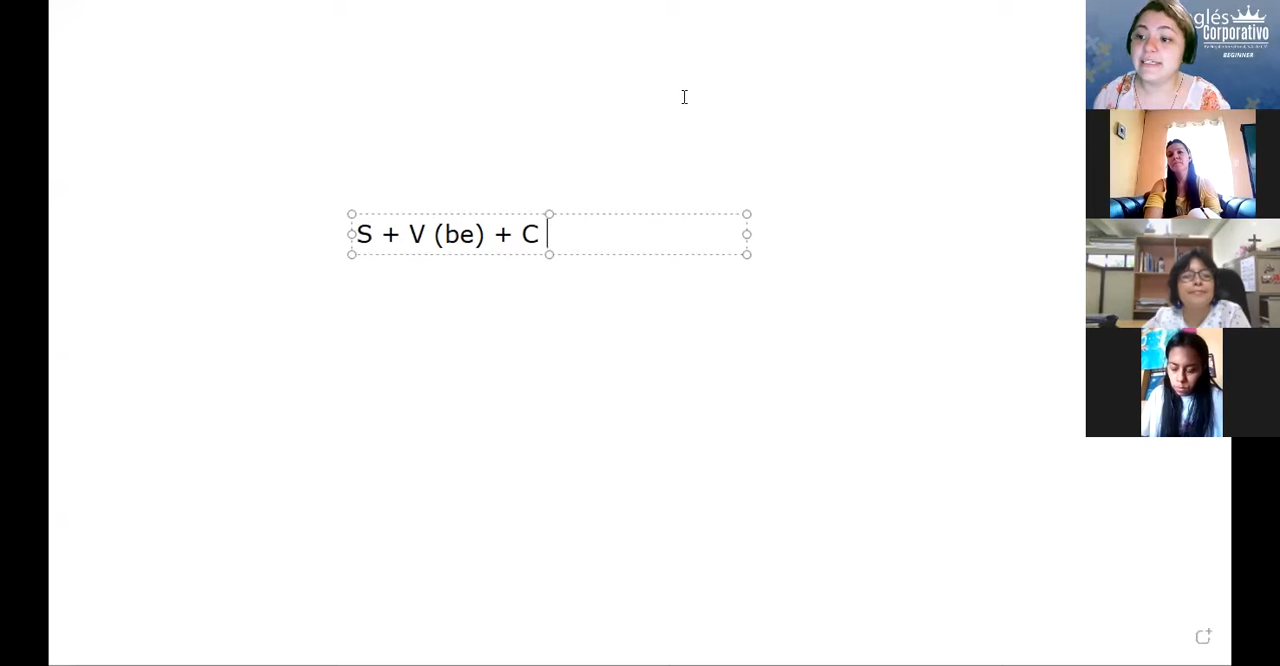 S + V (be) + C
glés
Corporativo
BEGINNER